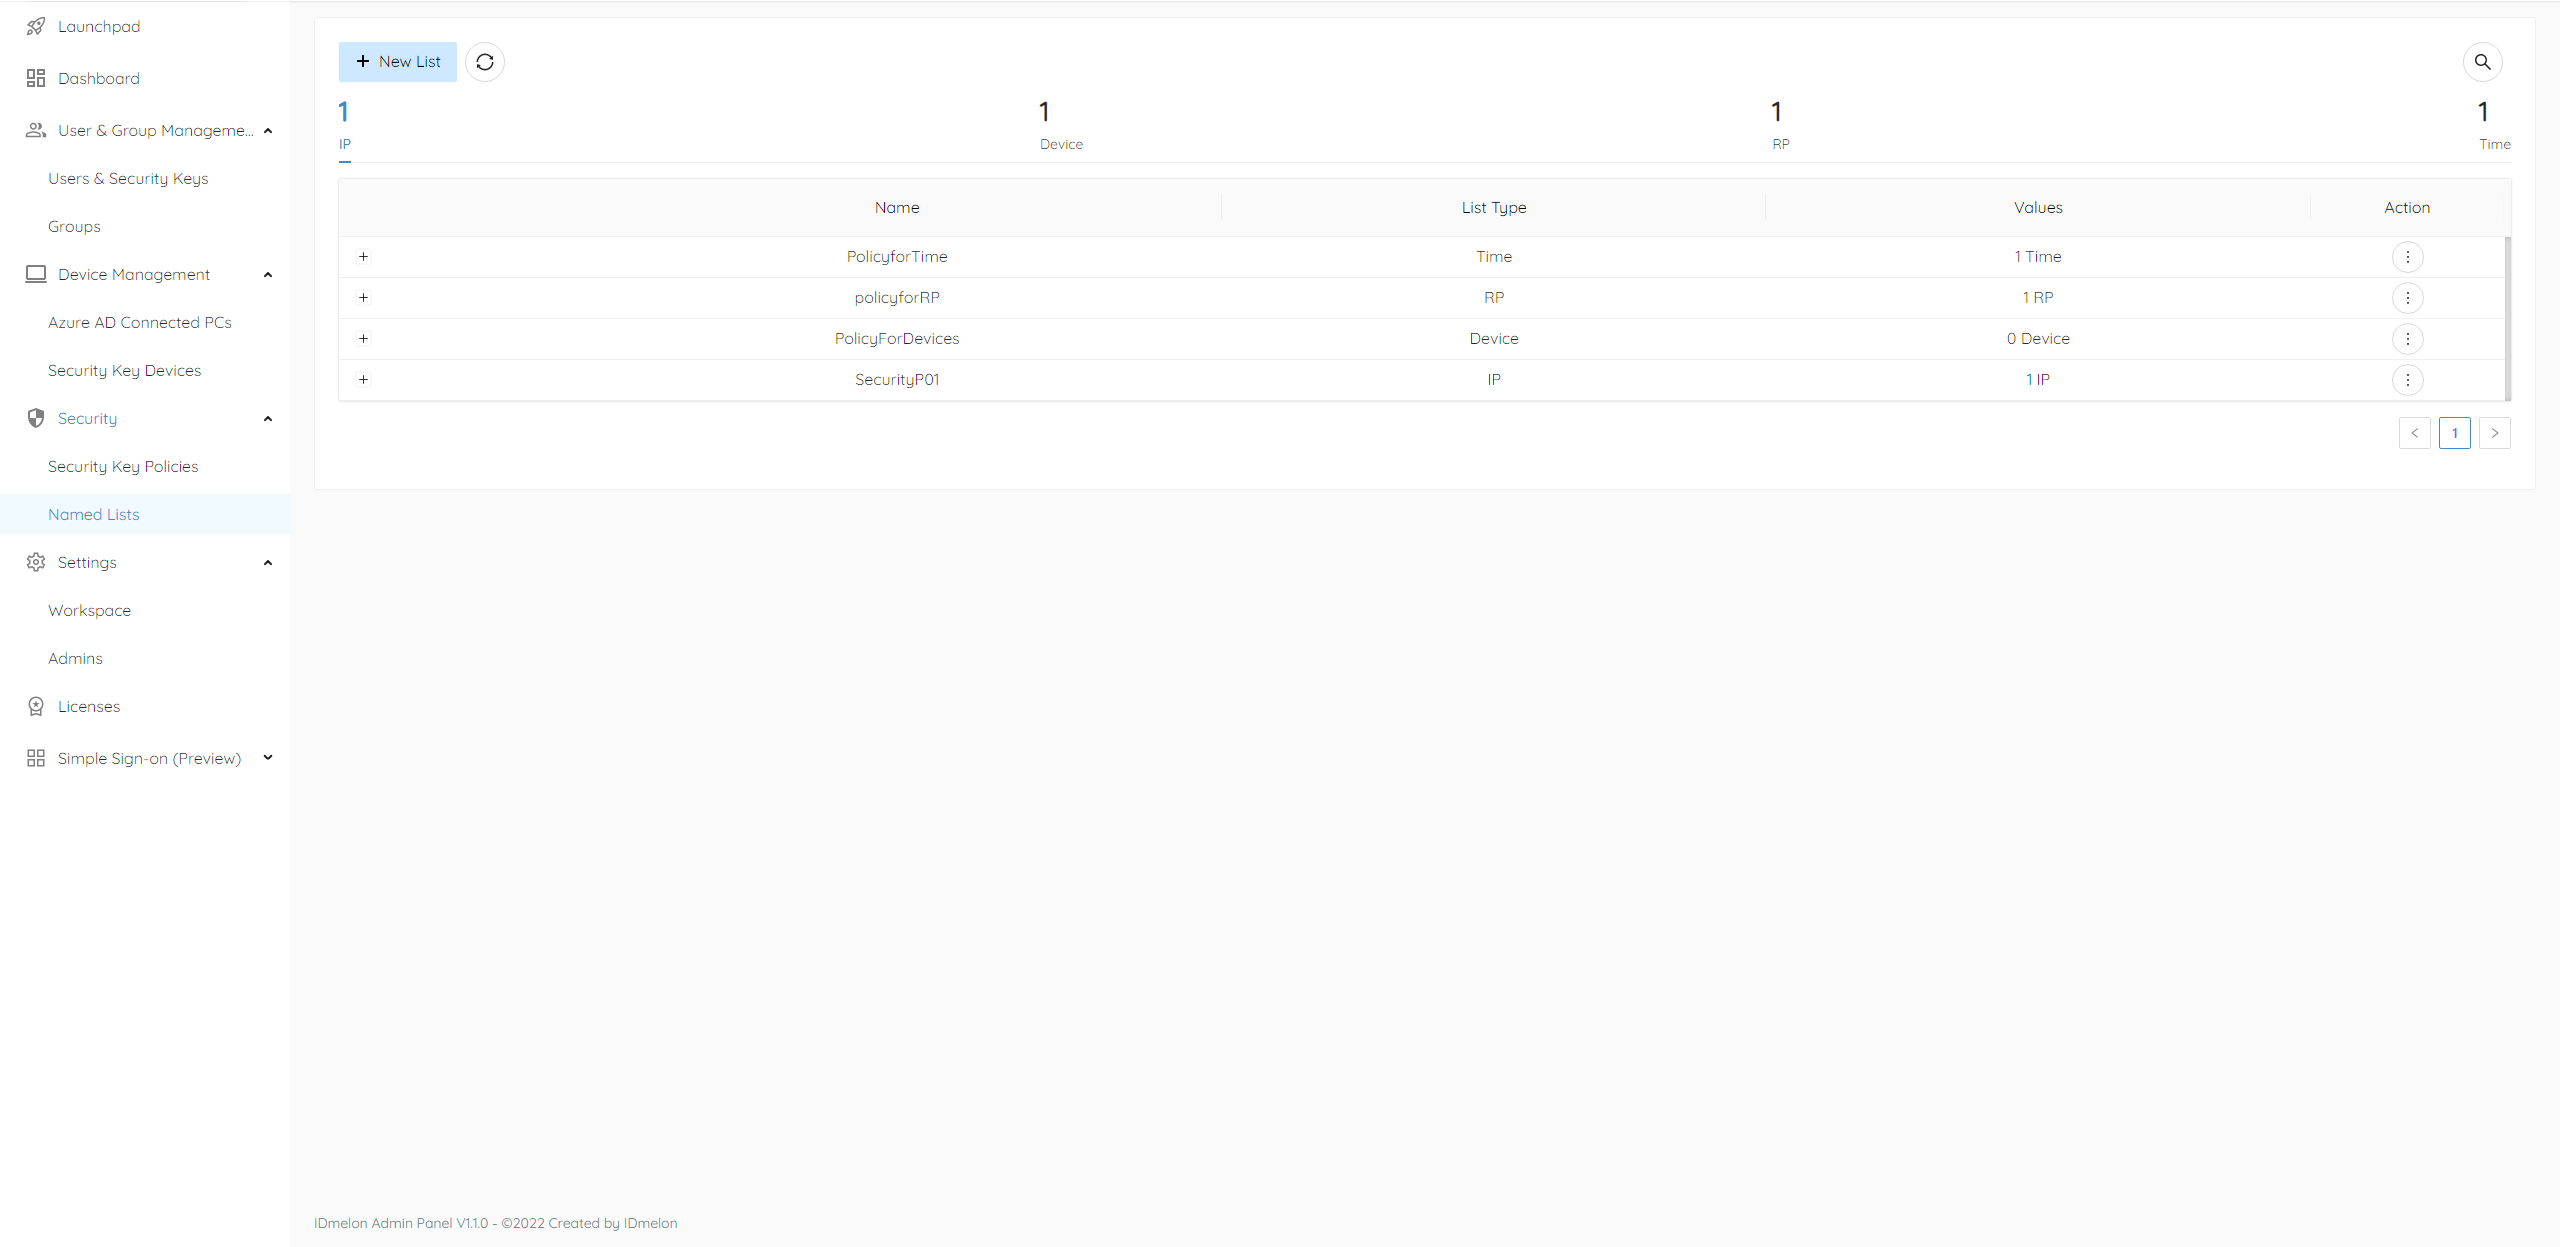 Launchpad
Dashboard
User & Group Manageme...
Users & Security Keys
Groups
Device Management
Azure AD Connected PCs
Security Key Devices
Security
Security Key Policies
Named Lists
Settings
Workspace
Admins
Licenses
Simple Sign-on (Preview)
+ New List
1 1 1 1
IP Device RP Time
Name List Type Values Action
PolicyforTime Time 1 Time
policyforRP RP 1 RP
PolicyForDevices Device 0 Device
SecurityP01 IP 1 IP
< 1 >
IDmelon Admin Panel V1.1.0 - ©2022 Created by IDmelon